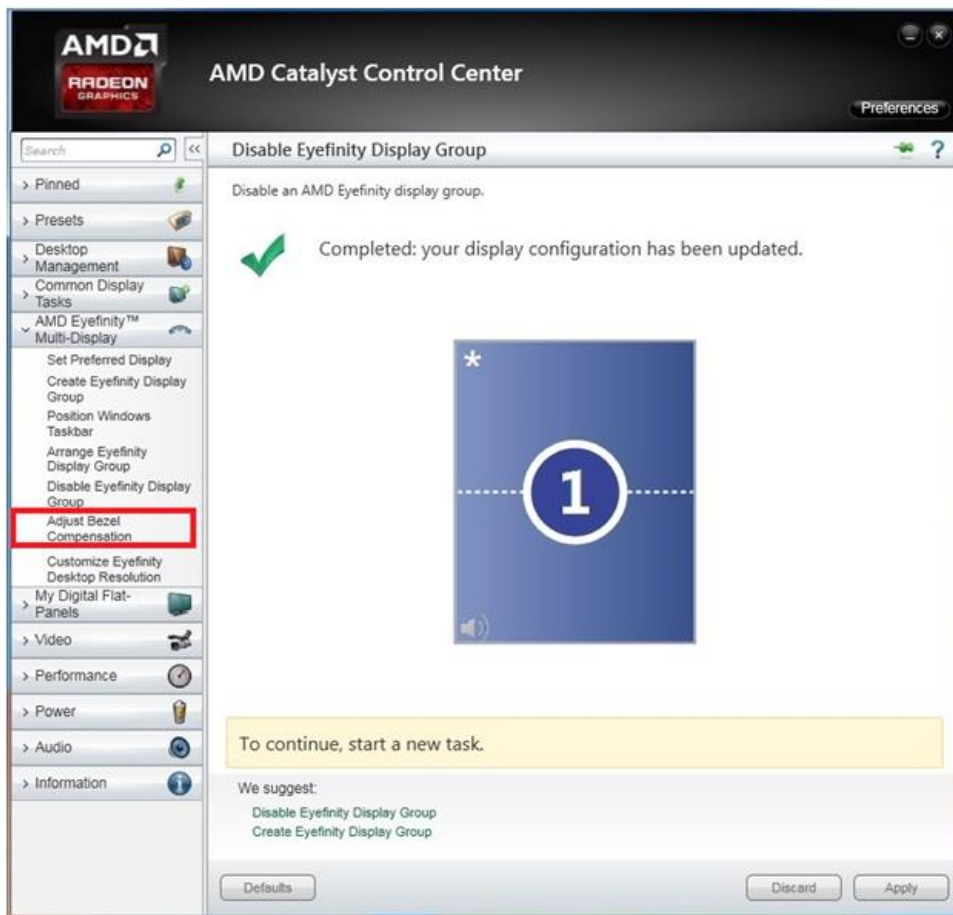 AMD
RADEON
GRAPHICS
AMD Catalyst Control Center
Preferences
Search
<<
Disable Eyefinity Display Group
?
> Pinned
Disable an AMD Eyefinity display group.
> Presets
> Desktop
Management
> Common Display
Tasks
AMD Eyefinity™
Multi-Display
Set Preferred Display
Create Eyefinity Display
Group
Position Windows
Taskbar
Arrange Eyefinity
Display Group
Disable Eyefinity Display
Group
Adjust Bezel
Compensation
Customize Eyefinity
Desktop Resolution
> My Digital Flat-
Panels
> Video
> Performance
> Power
> Audio
> Information
Completed: your display configuration has been updated.
*
1
To continue, start a new task.
We suggest:
Disable Eyefinity Display Group
Create Eyefinity Display Group
Defaults
Discard
Apply